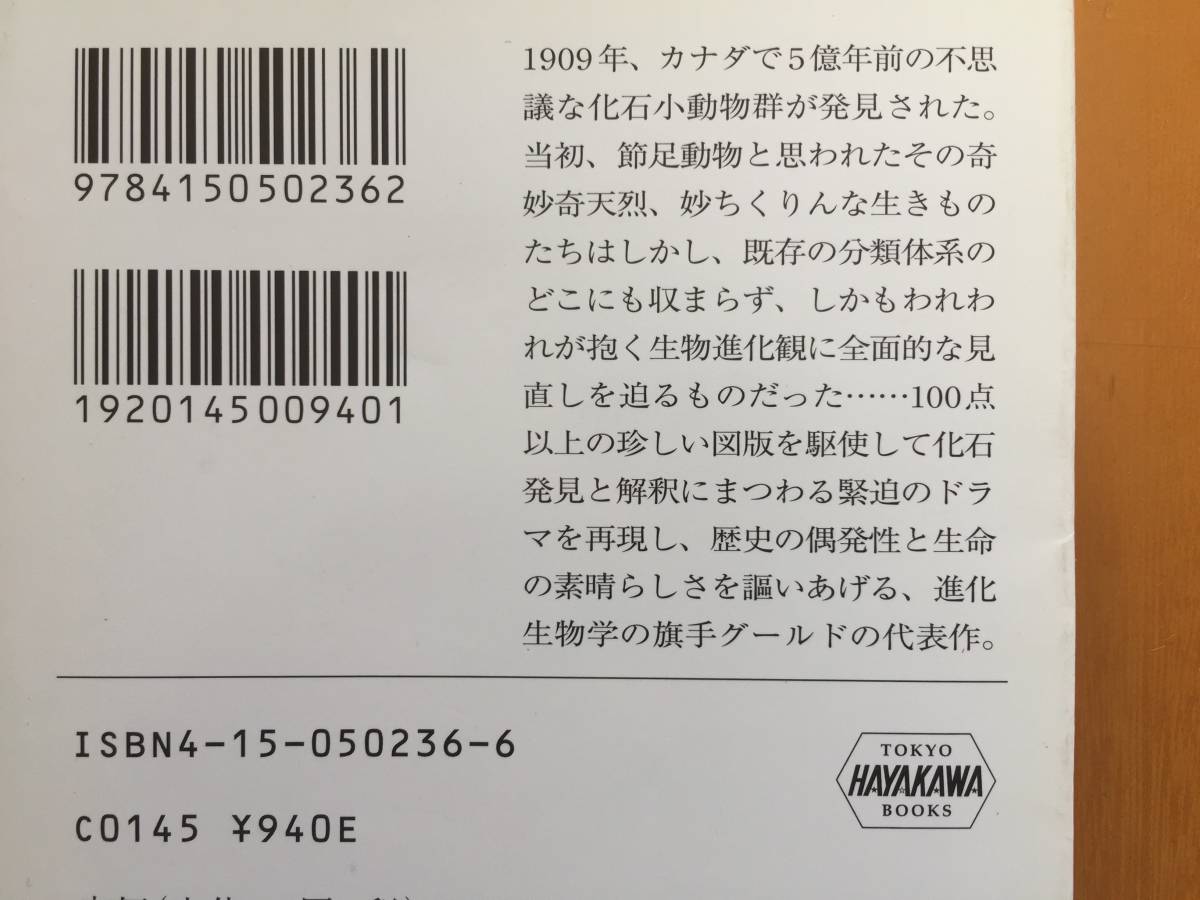 9784150502362
1920145009401
1909年、カナダで5億年前の不思
議な化石小動物群が発見された。
当初、節足動物と思われたその奇
妙奇天烈、妙ちくりんな生きもの
たちはしかし、既存の分類体系の
どこにも収まらず、しかもわれわ
れが抱く生物進化観に全面的な見
直しを迫るものだった……100点
以上の珍しい図版を駆使して化石
発見と解釈にまつわる緊迫のドラ
マを再現し、歴史の偶発性と生命
の素晴らしさを謳いあげる、進化
生物学の旗手グールドの代表作。
ISBN4-15-050236-6
C0145 ¥940E
TOKYO
HAYAKAWA
BOOKS